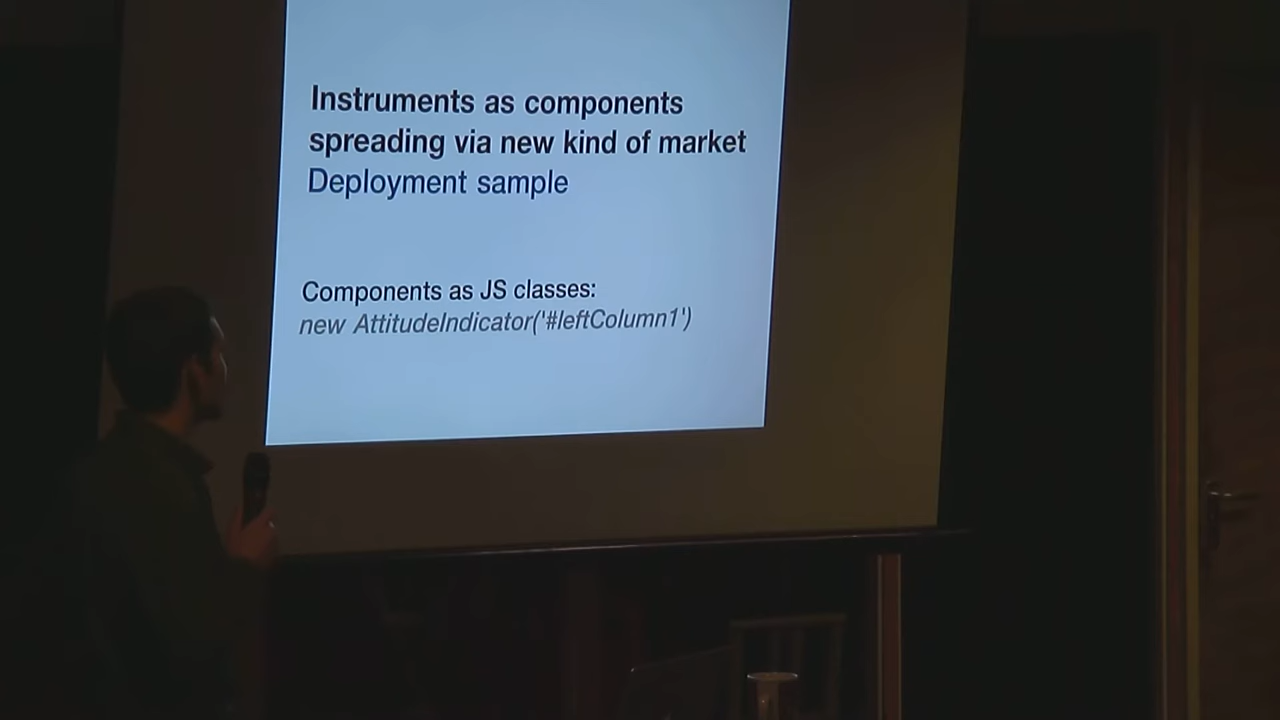 Instruments as components
spreading via new kind of market
Deployment sample
Components as JS classes:
new AttitudeIndicator('#leftColumn1')